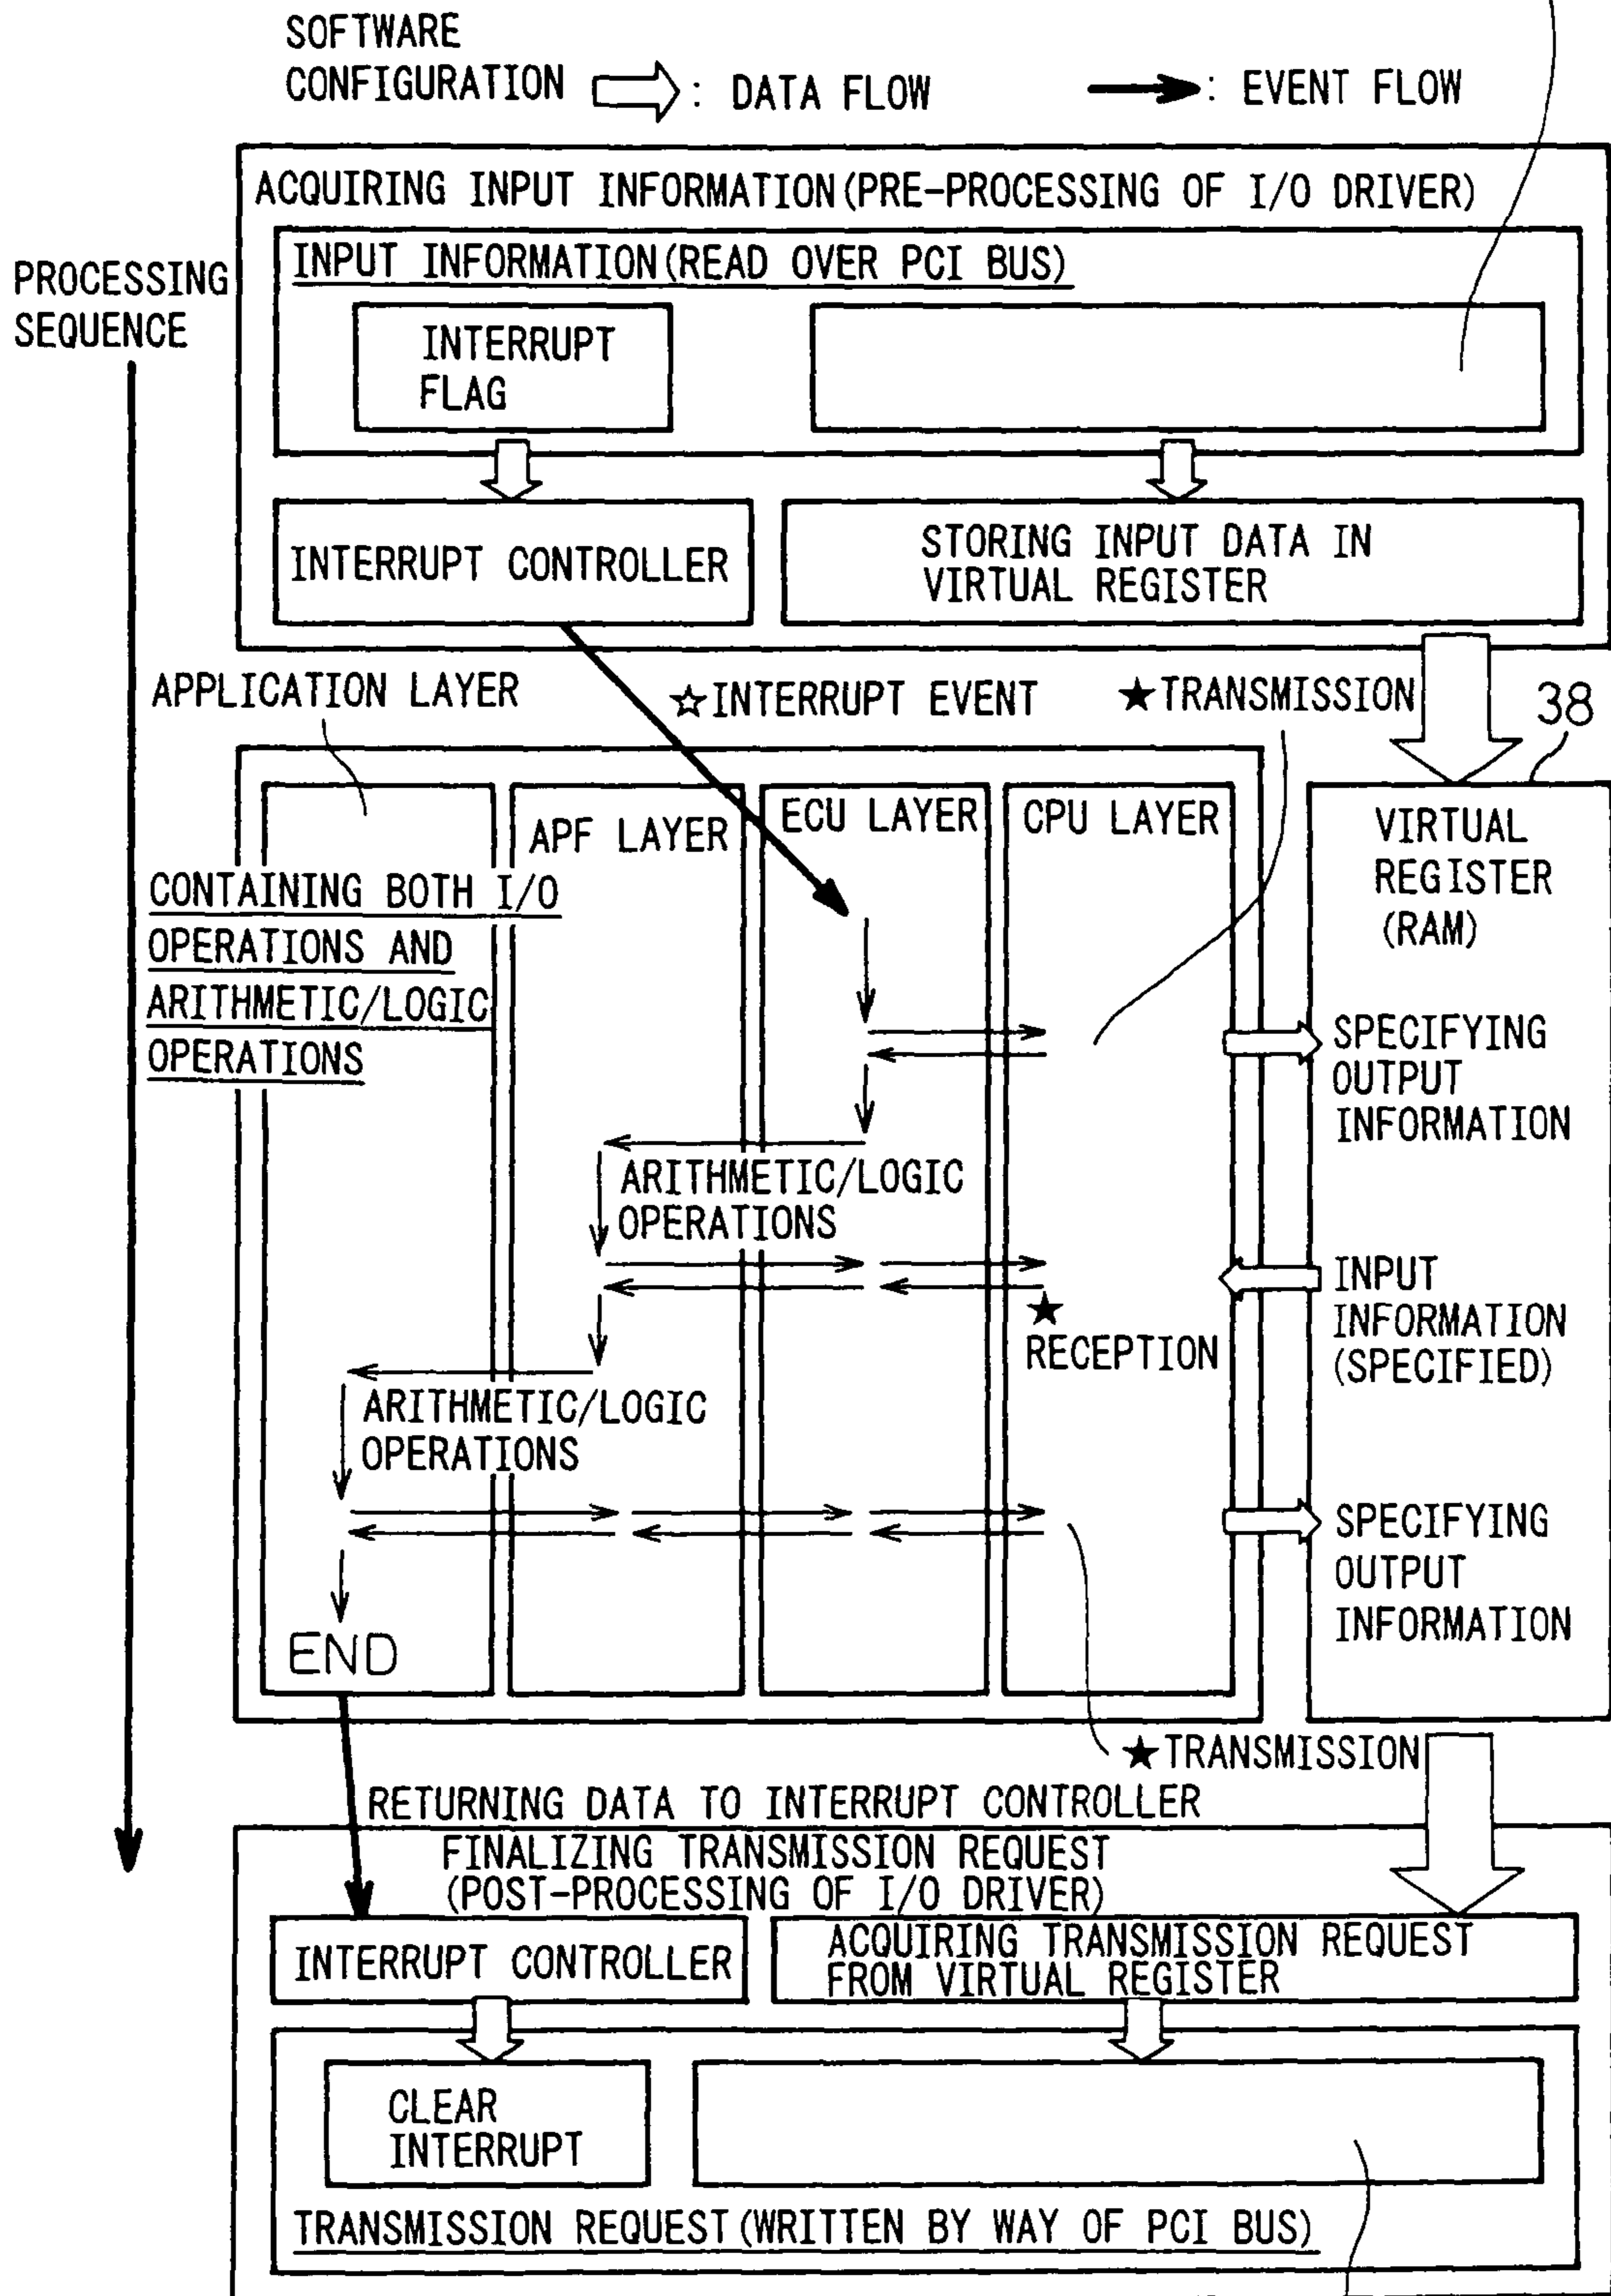 SOFTWARE
CONFIGURATION : DATA FLOW : EVENT FLOW
ACQUIRING INPUT INFORMATION(PRE-PROCESSING OF I/O DRIVER)
INPUT INFORMATION(READ OVER PCI BUS)
PROCESSING
SEQUENCE
INTERRUPT
FLAG
INTERRUPT CONTROLLER
STORING INPUT DATA IN
VIRTUAL REGISTER
APPLICATION LAYER
☆INTERRUPT EVENT
★TRANSMISSION
38
APF LAYER
ECU LAYER
CPU LAYER
VIRTUAL
REGISTER
(RAM)
CONTAINING BOTH I/O
OPERATIONS AND
ARITHMETIC/LOGIC
OPERATIONS
SPECIFYING
OUTPUT
INFORMATION
ARITHMETIC/LOGIC
OPERATIONS
INPUT
INFORMATION
(SPECIFIED)
★
RECEPTION
ARITHMETIC/LOGIC
OPERATIONS
SPECIFYING
OUTPUT
INFORMATION
END
★TRANSMISSION
RETURNING DATA TO INTERRUPT CONTROLLER
FINALIZING TRANSMISSION REQUEST
(POST-PROCESSING OF I/O DRIVER)
INTERRUPT CONTROLLER
ACQUIRING TRANSMISSION REQUEST
FROM VIRTUAL REGISTER
CLEAR
INTERRUPT
TRANSMISSION REQUEST(WRITTEN BY WAY OF PCI BUS)